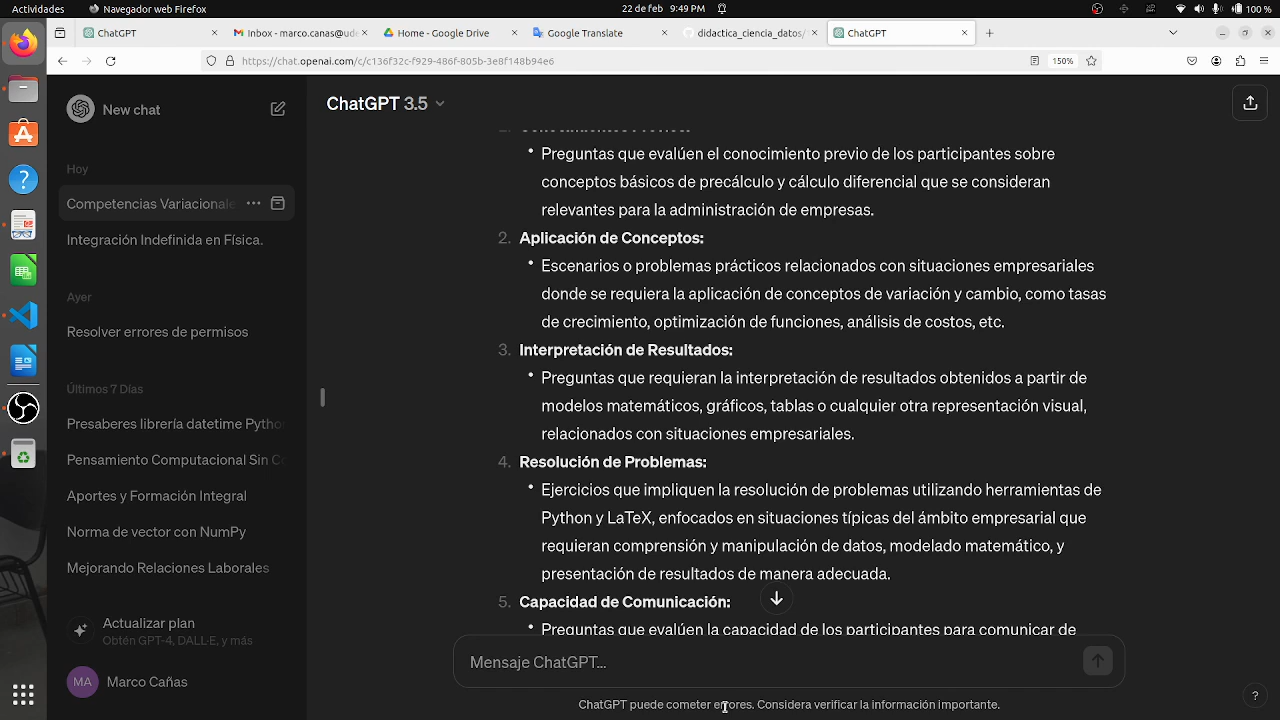 Actividades
Navegador web Firefox
22 de feb 9:49 PM
100 %
ChatGPT
Inbox - marco.canas@ude
Home - Google Drive
Google Translate
didactica_ciencia_datos/
ChatGPT
https://chat.openai.com/c/c136f32c-f929-486f-805b-3e8f148b94e6
150%
New chat
Hoy
Competencias Variacionale
Integración Indefinida en Física.
Ayer
Resolver errores de permisos
Últimos 7 Días
Presaberes librería datetime Pytho
Pensamiento Computacional Sin C
Aportes y Formación Integral
Norma de vector con NumPy
Mejorando Relaciones Laborales
Actualizar plan
Obtén GPT-4, DALL·E, y más
MA
Marco Cañas
ChatGPT 3.5
• Preguntas que evalúen el conocimiento previo de los participantes sobre
conceptos básicos de precálculo y cálculo diferencial que se consideran
relevantes para la administración de empresas.
2. Aplicación de Conceptos:
• Escenarios o problemas prácticos relacionados con situaciones empresariales
donde se requiera la aplicación de conceptos de variación y cambio, como tasas
de crecimiento, optimización de funciones, análisis de costos, etc.
3. Interpretación de Resultados:
• Preguntas que requieran la interpretación de resultados obtenidos a partir de
modelos matemáticos, gráficos, tablas o cualquier otra representación visual,
relacionados con situaciones empresariales.
4. Resolución de Problemas:
• Ejercicios que impliquen la resolución de problemas utilizando herramientas de
Python y LaTeX, enfocados en situaciones típicas del ámbito empresarial que
requieran comprensión y manipulación de datos, modelado matemático, y
presentación de resultados de manera adecuada.
5. Capacidad de Comunicación:
• Preguntas que evalúen la capacidad de los participantes para comunicar de
Mensaje ChatGPT...
ChatGPT puede cometer errores. Considera verificar la información importante.
?